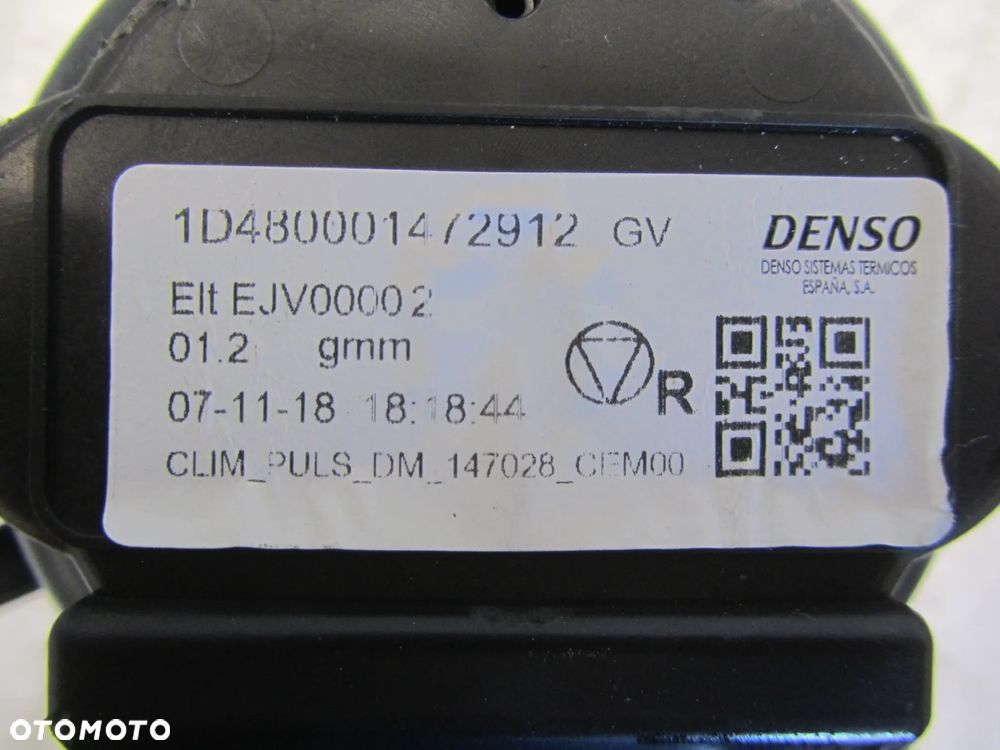 1D4800001472912 GV
DENSO
DENSO SISTEMAS TERMICOS
ESPAÑA, S.A.
Elt EJV00002
01.2 gmm
R
07-11-18 18:18:44
CLIM_PULS_DM_147028_CEM00
OTOMOTO